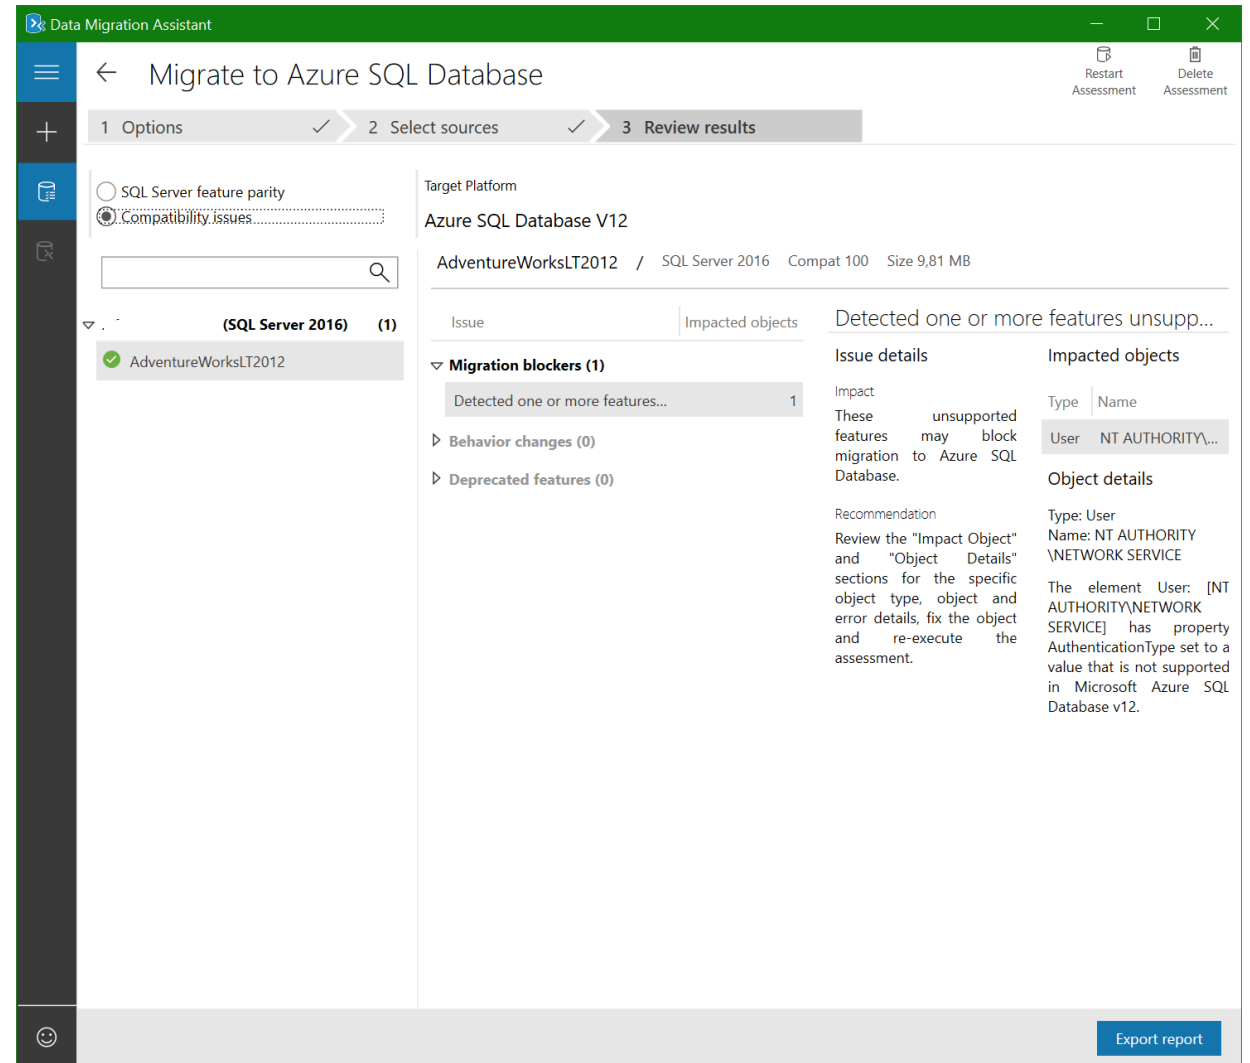 Data Migration Assistant
Migrate to Azure SQL Database
Restart Assessment
Delete Assessment
1 Options
2 Select sources
3 Review results
SQL Server feature parity
Compatibility issues
Target Platform
Azure SQL Database V12
AdventureWorksLT2012 / SQL Server 2016 Compat 100 Size 9,81 MB
(SQL Server 2016) (1)
AdventureWorksLT2012
Issue Impacted objects
Migration blockers (1)
Detected one or more features... 1
Behavior changes (0)
Deprecated features (0)
Detected one or more features unsupp...
Issue details
Impact
These unsupported
features may block
migration to Azure SQL
Database.
Recommendation
Review the "Impact Object"
and "Object Details"
sections for the specific
object type, object and
error details, fix the object
and re-execute the
assessment.
Impacted objects
Type Name
User NT AUTHORITY\...
Object details
Type: User
Name: NT AUTHORITY
\NETWORK SERVICE
The element User: [NT
AUTHORITY\NETWORK
SERVICE] has property
AuthenticationType set to a
value that is not supported
in Microsoft Azure SQL
Database v12.
Export report